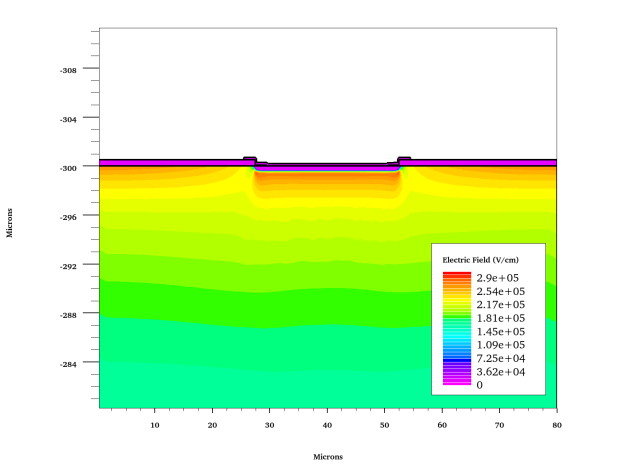 -308
-304
-300
-296
-292
-288
-284
Microns
Electric Field (V/cm)
2.9e+05
2.54e+05
2.17e+05
1.81e+05
1.45e+05
1.09e+05
7.25e+04
3.62e+04
0
10 20 30 40 50 60 70 80
Microns